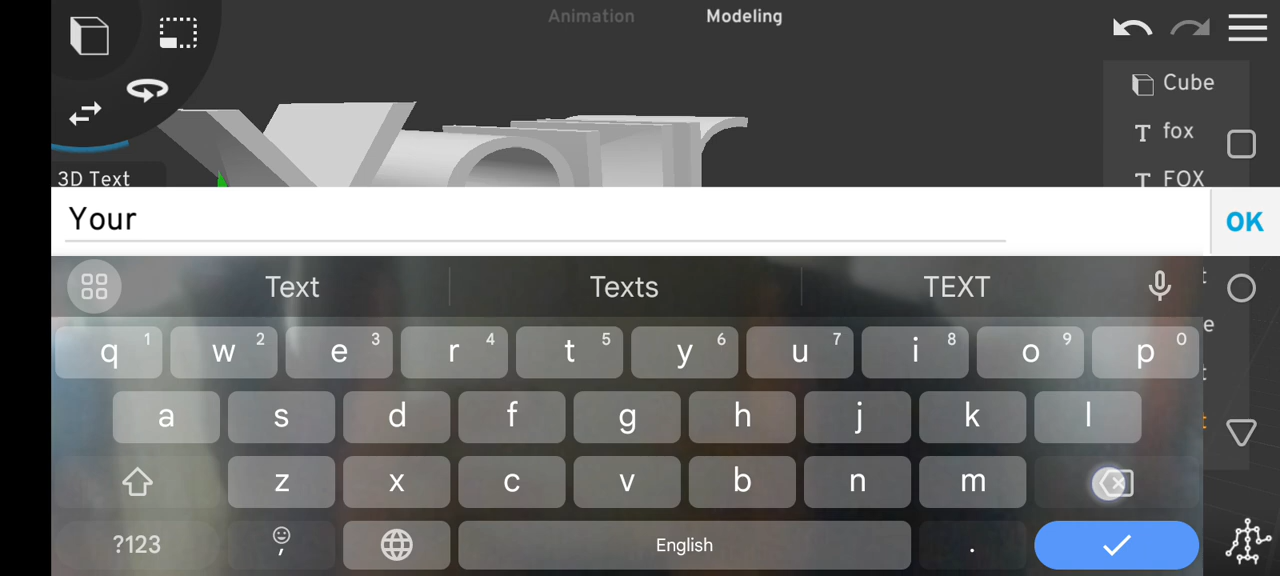 Animation Modeling
Cube
fox
3D Text
FOX
Your
OK
Text Texts TEXT
q 1 w 2 e 3 r 4 t 5 y 6 u 7 i 8 o 9 p 0
a s d f g h j k l
z x c v b n m
?123 , English .